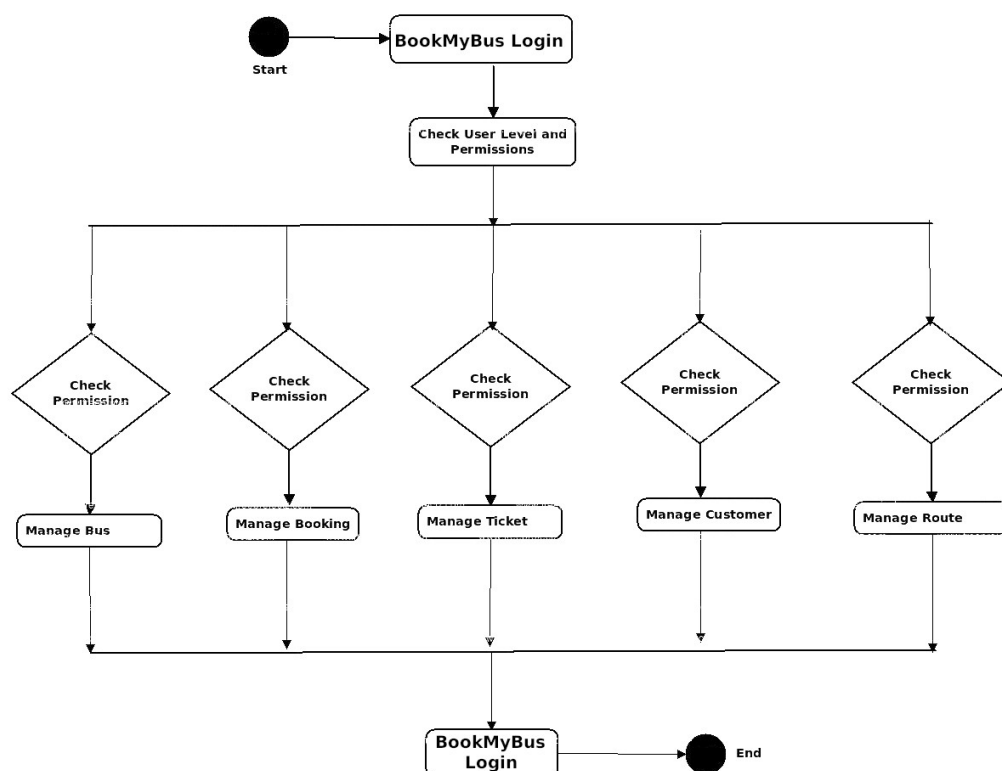 BookMyBus Login
Start
Check User Level and
Permissions
Check
Permission
Check
Permission
Check
Permission
Check
Permission
Check
Permission
Manage Bus
Manage Booking
Manage Ticket
Manage Customer
Manage Route
BookMyBus
Login
End